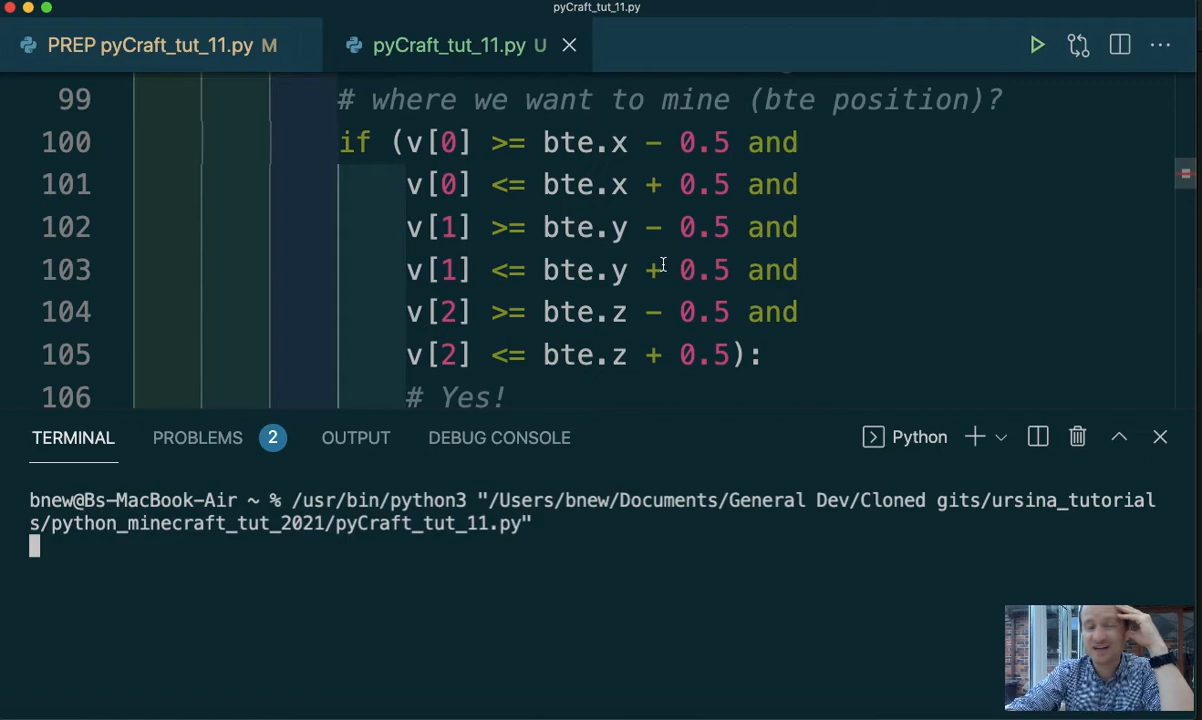 pyCraft_tut_11.py
PREP pyCraft_tut_11.py M
pyCraft_tut_11.py U
99 # where we want to mine (bte position)?
100 if (v[0] >= bte.x - 0.5 and
101 v[0] <= bte.x + 0.5 and
102 v[1] >= bte.y - 0.5 and
103 v[1] <= bte.y + 0.5 and
104 v[2] >= bte.z - 0.5 and
105 v[2] <= bte.z + 0.5):
106 # Yes!
TERMINAL PROBLEMS 2 OUTPUT DEBUG CONSOLE Python
bnew@Bs-MacBook-Air ~ % /usr/bin/python3 "/Users/bnew/Documents/General Dev/Cloned gits/ursina_tutorial
s/python_minecraft_tut_2021/pyCraft_tut_11.py"